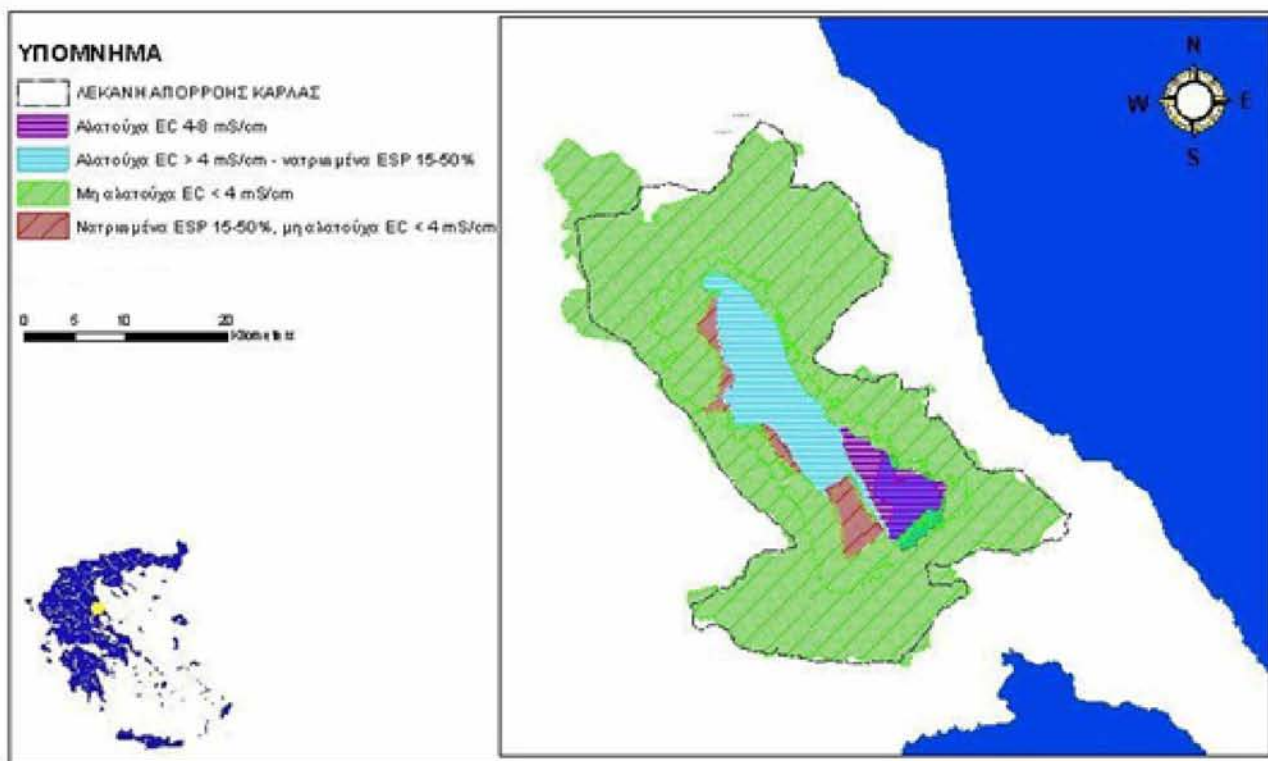 ΥΠΟΜΝΗΜΑ
ΛΕΚΑΝΗ ΑΠΟΡΡΟΗΣ ΚΑΡΛΑΣ
Αλατούχα EC 4-8 mS/cm
Αλατούχα EC > 4 mS/cm - νατριωμένα ESP 15-50%
Μη αλατούχα EC < 4 mS/cm
Νατριωμένα ESP 15-50%, μη αλατούχα EC < 4 mS/cm
0 5 10 20
Kilometers
N
W E
S